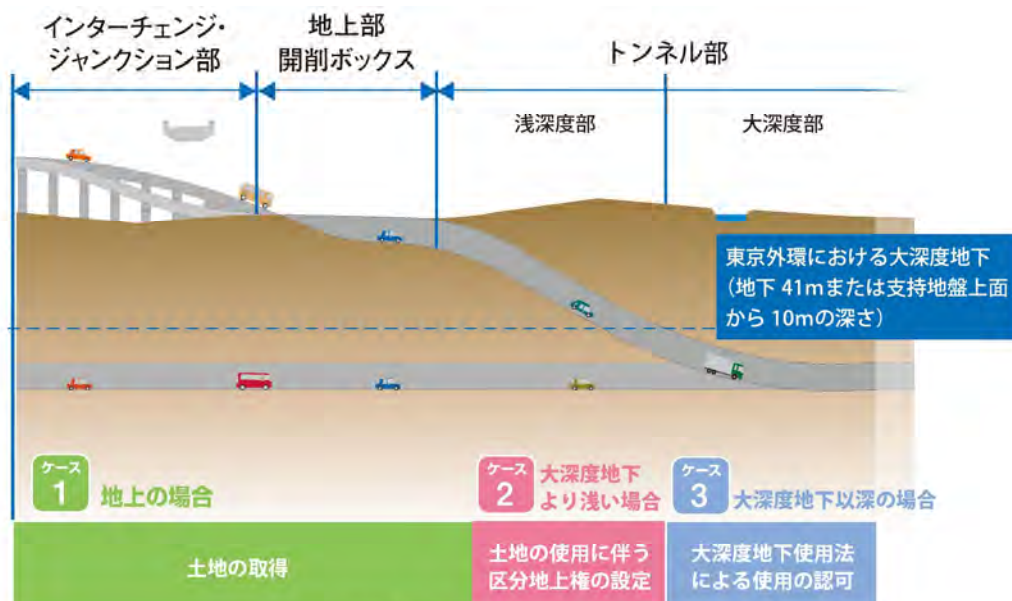 インターチェンジ・
ジャンクション部
地上部
開削ボックス
トンネル部
浅深度部
大深度部
東京外環における大深度地下
(地下 41mまたは支持地盤上面
から 10mの深さ)
ケース
1
地上の場合
ケース
2
大深度地下
より浅い場合
ケース
3
大深度地下以深の場合
土地の取得
土地の使用に伴う
区分地上権の設定
大深度地下使用法
による使用の認可